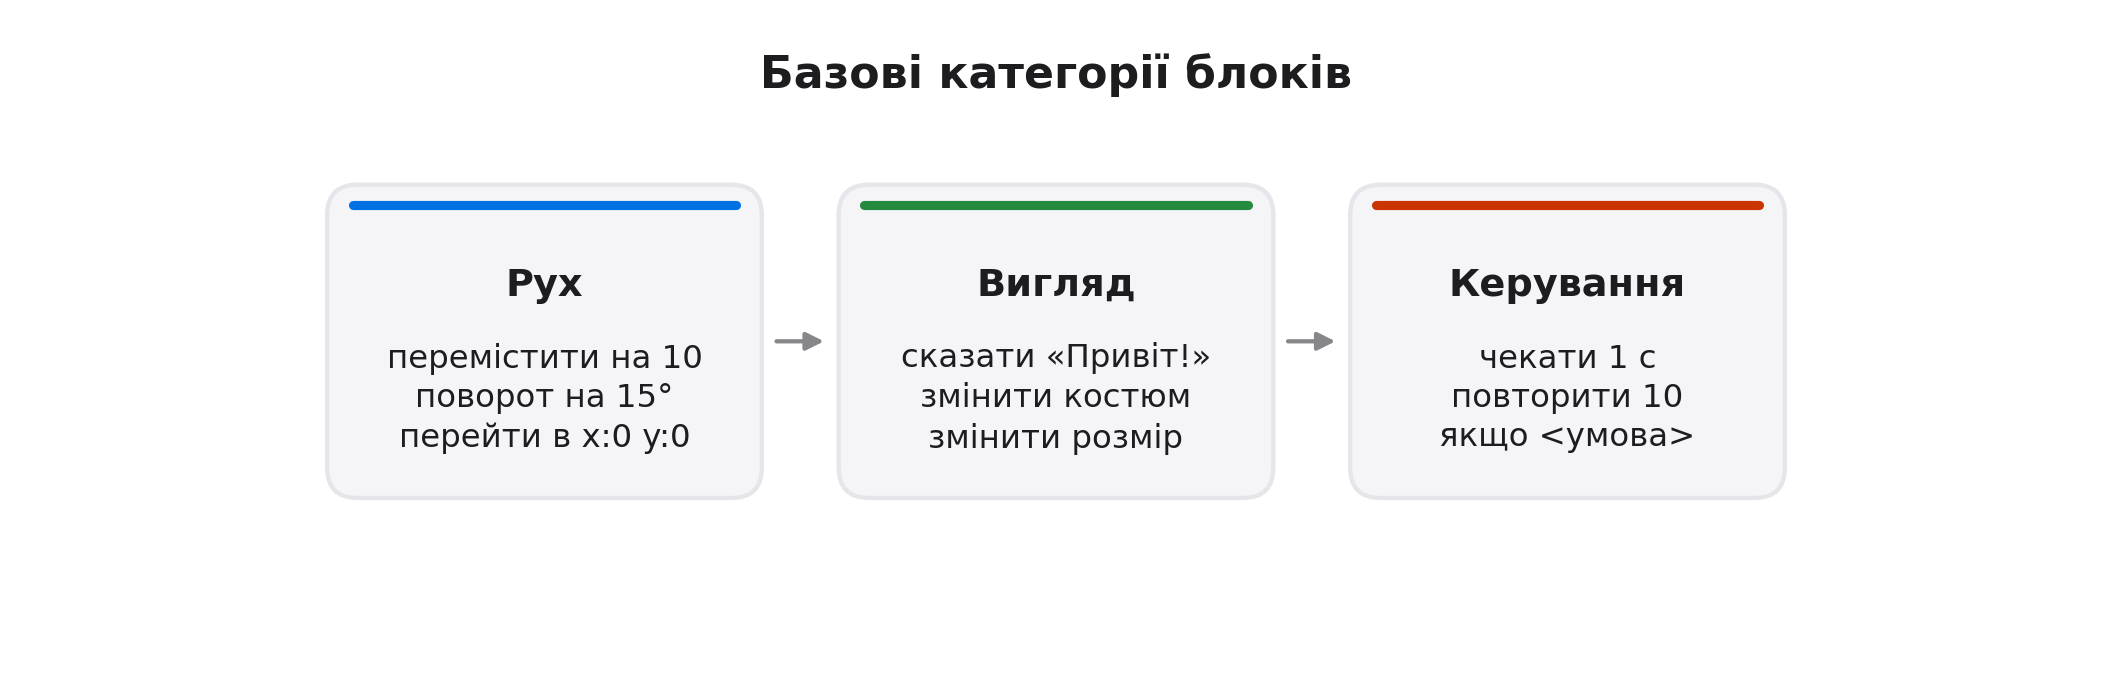 Базові категорії блоків
Рух
перемістити на 10
поворот на 15°
перейти в x:0 y:0
Вигляд
сказати «Привіт!»
змінити костюм
змінити розмір
Керування
чекати 1 с
повторити 10
якщо <умова>